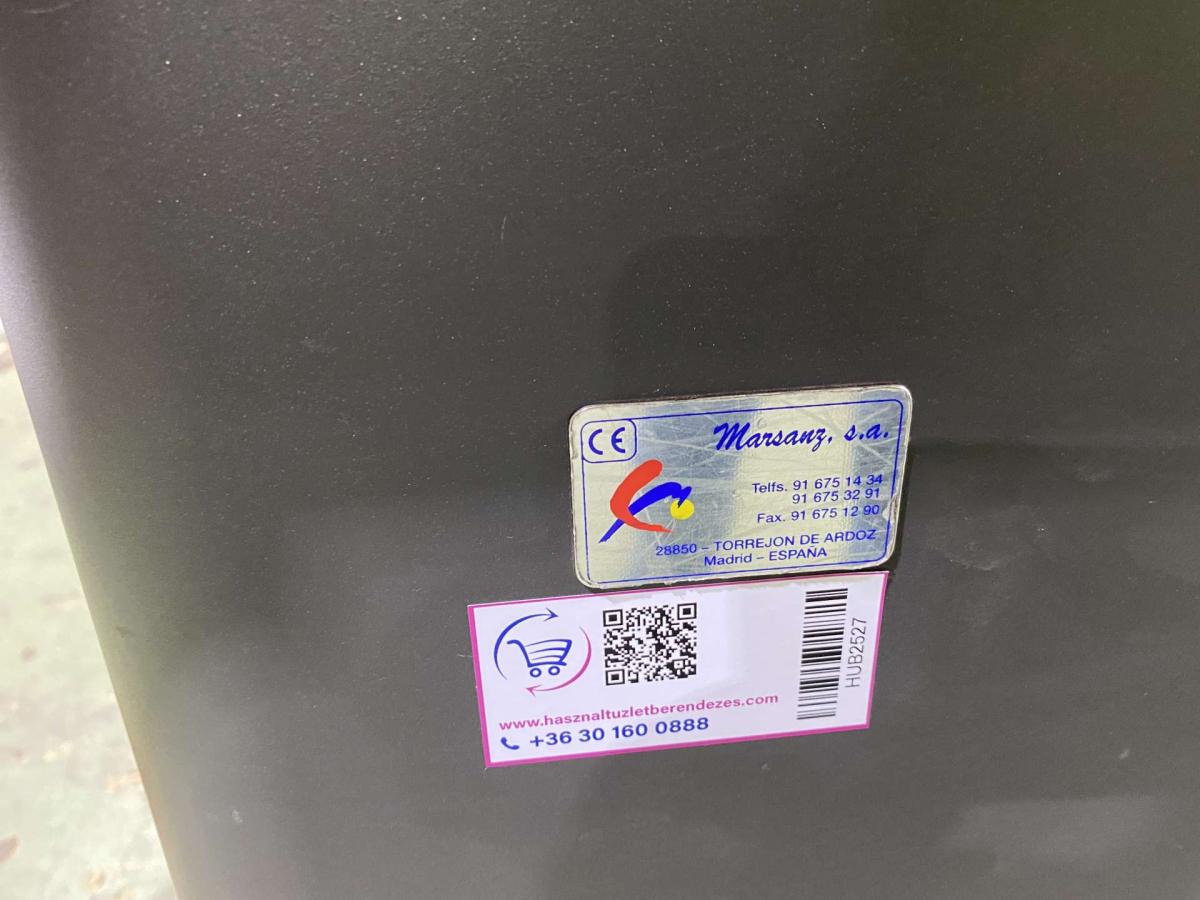 CE
Marsanz, s.a.
Telfs. 91 675 14 34
91 675 32 91
Fax. 91 675 12 90
28850 – TORREJON DE ARDOZ
Madrid – ESPAÑA
www.hasznaltuzletberendezes.com
+36 30 160 0888
HUB2527